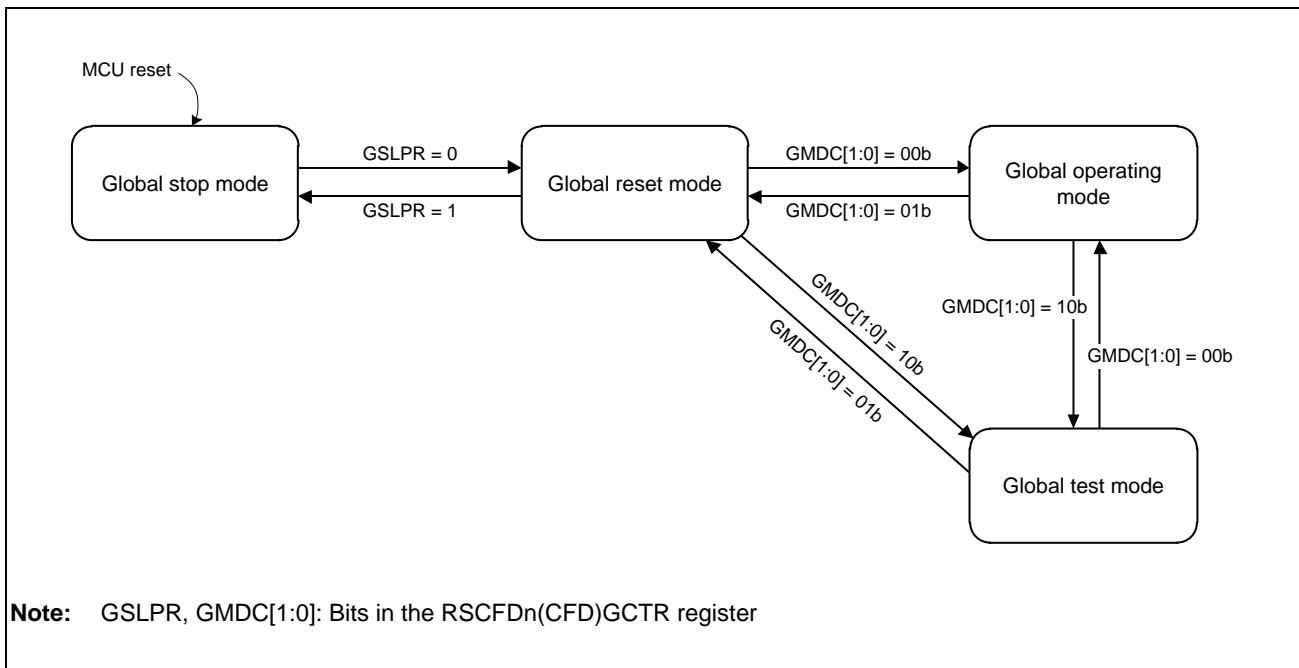 MCU reset
Global stop mode
GSLPR = 0
GSLPR = 1
Global reset mode
GMDC[1:0] = 00b
GMDC[1:0] = 01b
Global operating
mode
GMDC[1:0] = 10b
GMDC[1:0] = 01b
GMDC[1:0] = 10b
GMDC[1:0] = 00b
Global test mode
Note: GSLPR, GMDC[1:0]: Bits in the RSCFDn(CFD)GCTR register